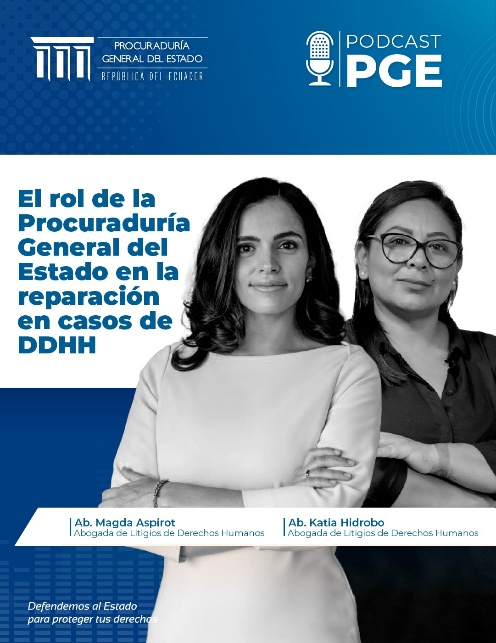 PROCURADURÍA
GENERAL DEL ESTADO
REPÚBLICA DEL ECUADOR
PODCAST
PGE
El rol de la
Procuraduría
General del
Estado en la
reparación
en casos de
DDHH
Ab. Magda Aspirot
Abogada de Litigios de Derechos Humanos
Ab. Katia Hidrobo
Abogada de Litigios de Derechos Humanos
Defendemos al Estado
para proteger tus derechos